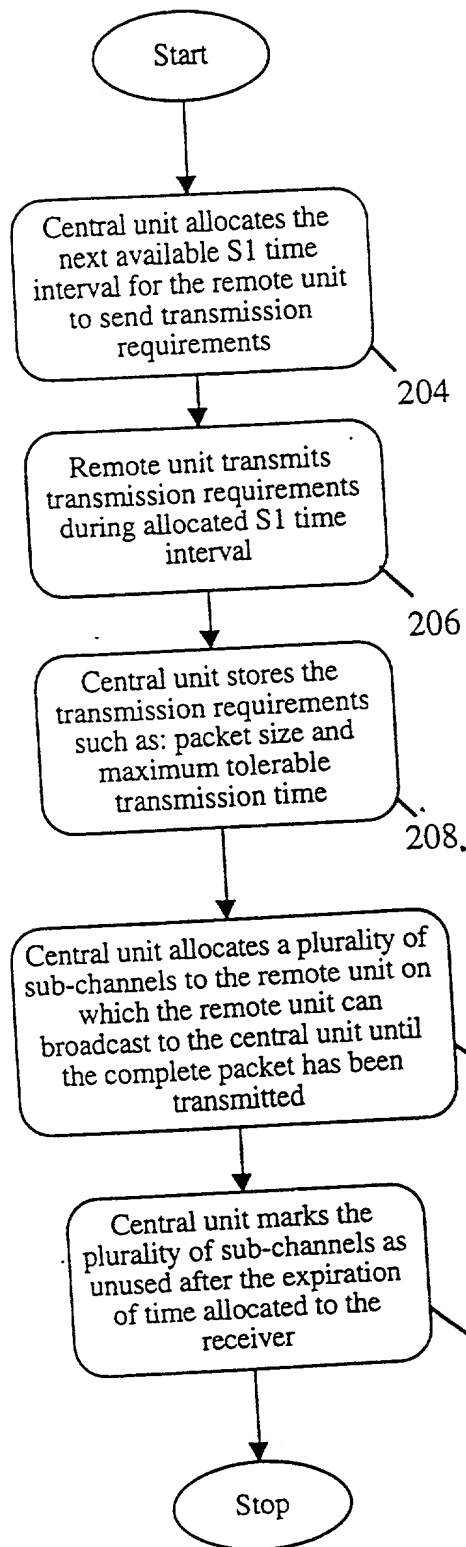 Start
Central unit allocates the
next available S1 time
interval for the remote unit
to send transmission
requirements
204
Remote unit transmits
transmission requirements
during allocated S1 time
interval
206
Central unit stores the
transmission requirements
such as: packet size and
maximum tolerable
transmission time
208
Central unit allocates a plurality of
sub-channels to the remote unit on
which the remote unit can
broadcast to the central unit until
the complete packet has been
transmitted
Central unit marks the
plurality of sub-channels as
unused after the expiration
of time allocated to the
receiver
Stop